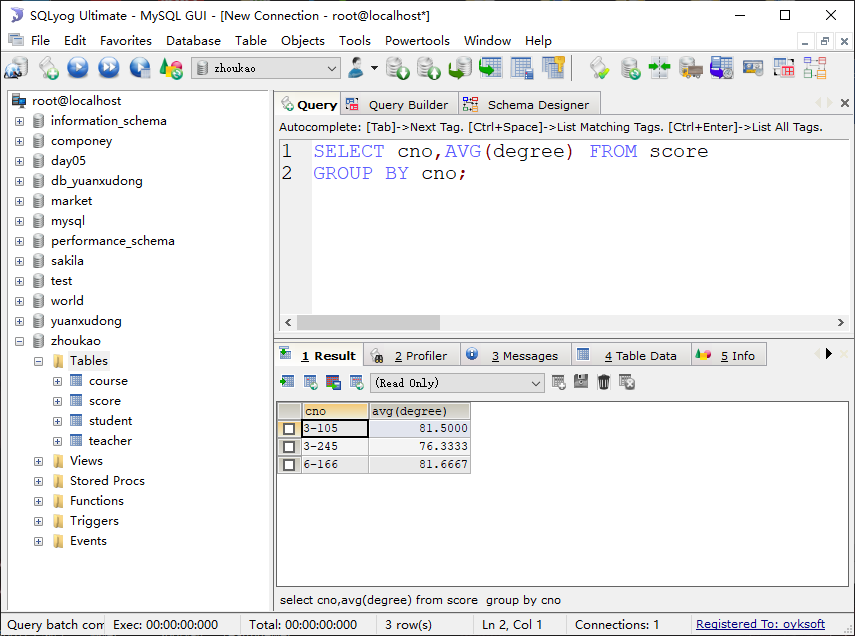 SQLyog Ultimate - MySQL GUI - [New Connection - root@localhost*]
File Edit Favorites Database Table Objects Tools Powertools Window Help
zhoukao
root@localhost
information_schema
componey
day05
db_yuanxudong
market
mysql
performance_schema
sakila
test
world
yuanxudong
zhoukao
Tables
course
score
student
teacher
Views
Stored Procs
Functions
Triggers
Events
Query Query Builder Schema Designer
Autocomplete: [Tab]->Next Tag. [Ctrl+Space]->List Matching Tags. [Ctrl+Enter]->List All Tags.
1 SELECT cno,AVG(degree) FROM score
2 GROUP BY cno;
1 Result 2 Profiler 3 Messages 4 Table Data 5 Info
(Read Only)
cno avg(degree)
3-105 81.5000
3-245 76.3333
6-166 81.6667
select cno,avg(degree) from score group by cno
Query batch com Exec: 00:00:00:000 Total: 00:00:00:000 3 row(s) Ln 2, Col 1 Connections: 1 Registered To: oyksoft